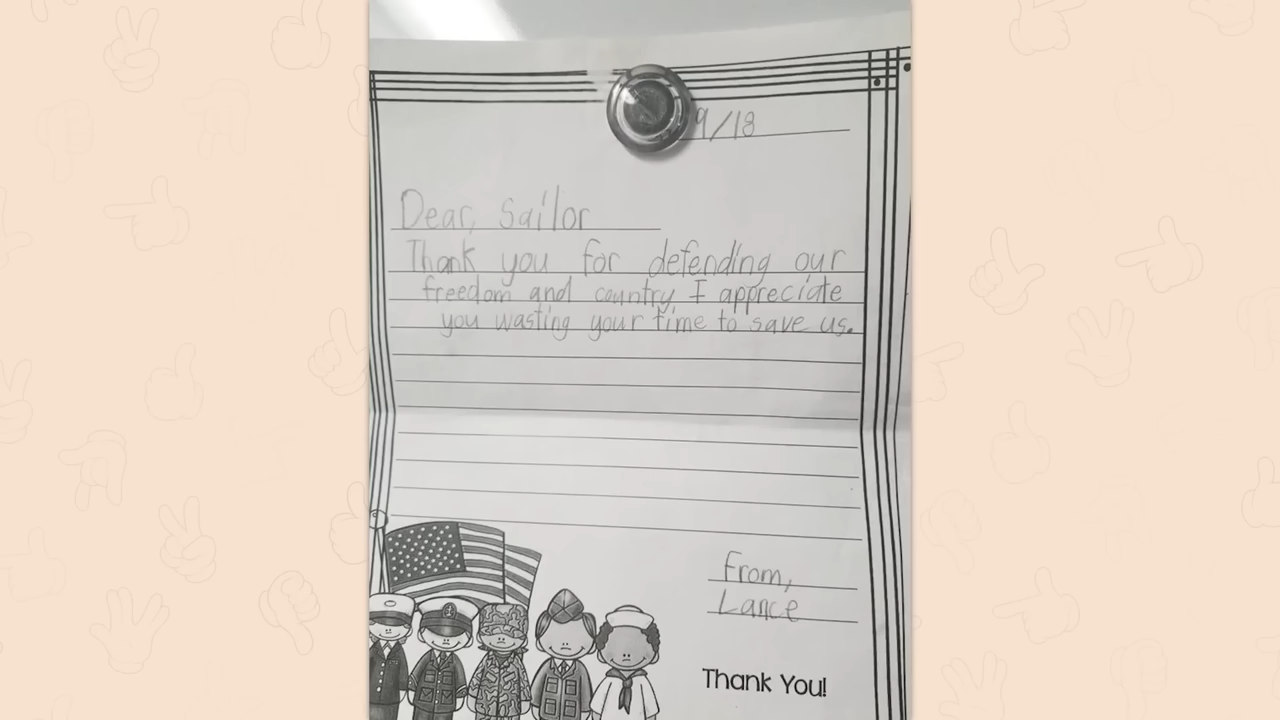 9/18
Dear, Sailor
Thank you for defending our
freedom and country. I appreciate
you wasting your time to save us.
From,
Lance
Thank You!